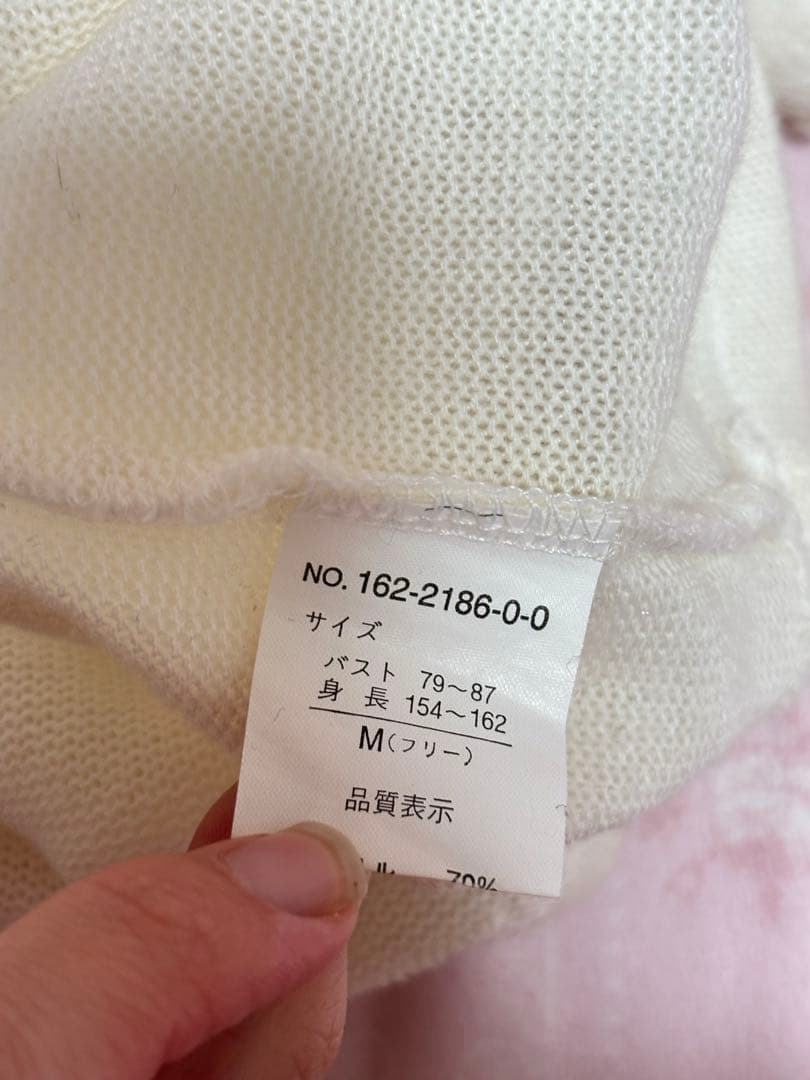 NO. 162-2186-0-0
サイズ
バスト 79～87
身 長 154～162
M(フリー)
品質表示
70%